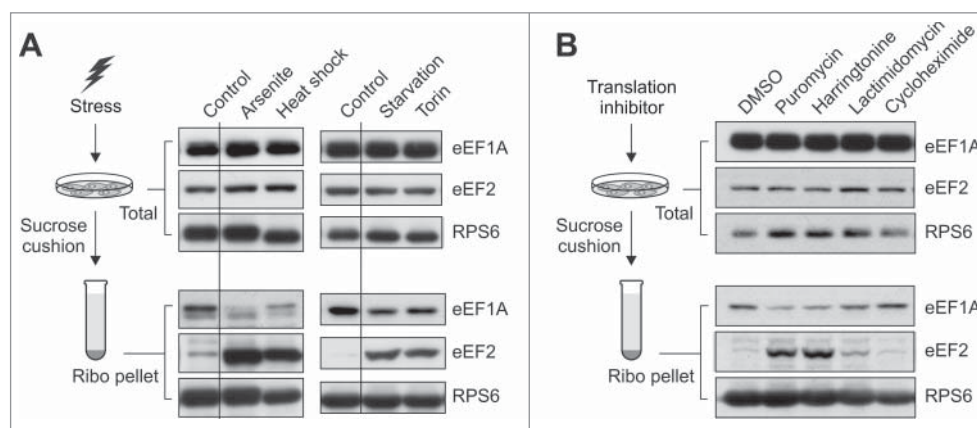 A
Stress
Control
Arsenite
Heat shock
Control
Starvation
Torin
eEF1A
eEF2
Total
RPS6
Sucrose
cushion
eEF1A
eEF2
Ribo pellet
RPS6
B
Translation
inhibitor
DMSO
Puromycin
Harringtonine
Lactimidomycin
Cycloheximide
eEF1A
eEF2
Total
RPS6
Sucrose
cushion
eEF1A
eEF2
Ribo pellet
RPS6